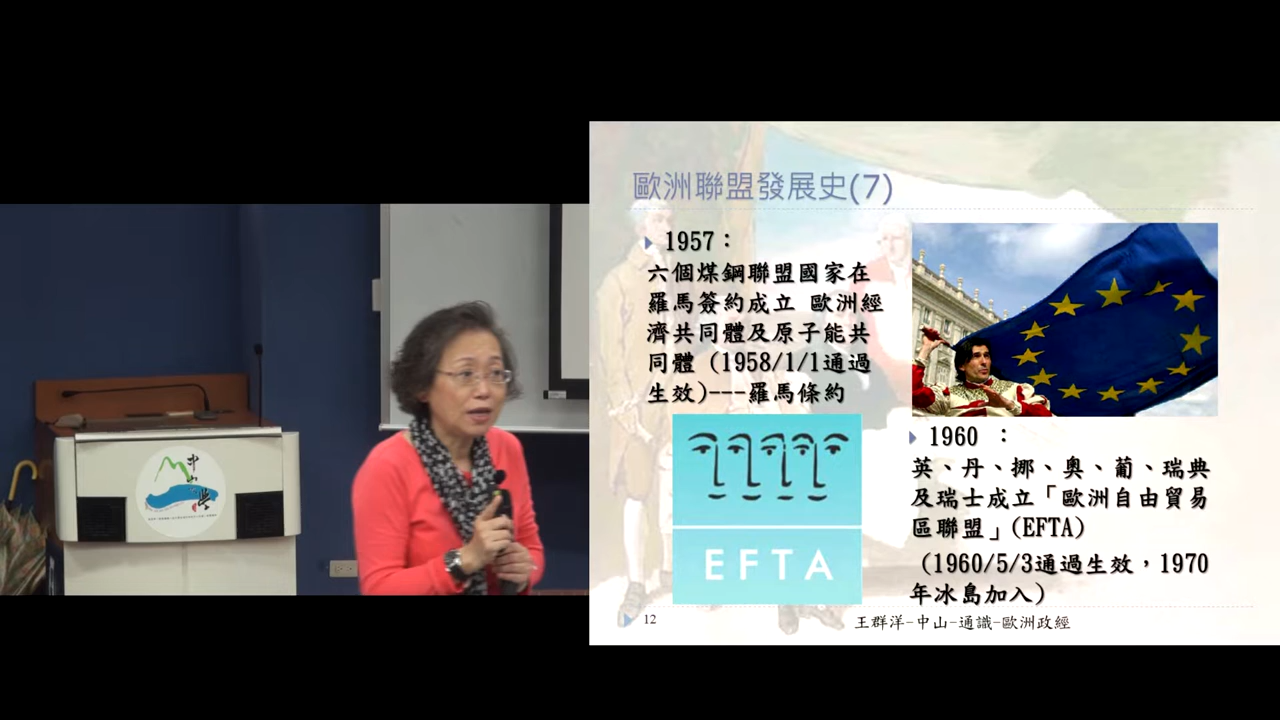 歐洲聯盟發展史(7)
1957：
六個煤鋼聯盟國家在
羅馬簽約成立 歐洲經
濟共同體及原子能共
同體 (1958/1/1通過
生效)---羅馬條約
EFTA
1960 ：
英、丹、挪、奧、葡、瑞典
及瑞士成立「歐洲自由貿易
區聯盟」(EFTA)
(1960/5/3通過生效，1970
年冰島加入)
12
王群洋-中山-通識-歐洲政經
中山大學